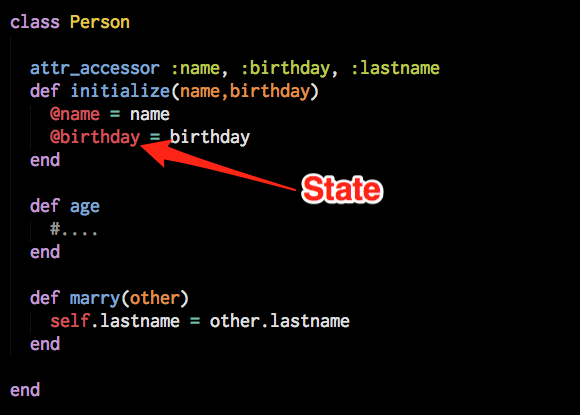 class Person
attr_accessor :name, :birthday, :lastname
def initialize(name,birthday)
@name = name
@birthday = birthday
end
State
def age
#....
end
def marry(other)
self.lastname = other.lastname
end
end